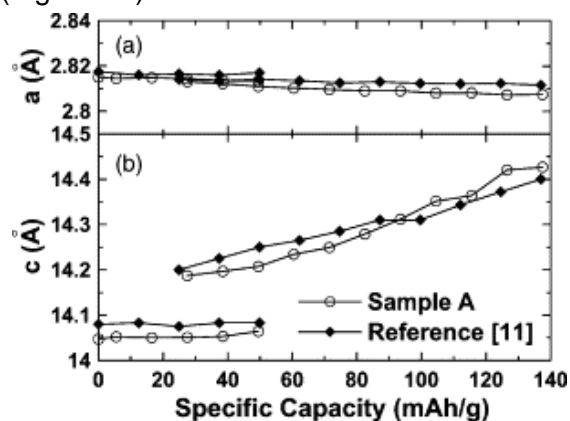 2.84
(a)
2.82
a (Å)
2.8
14.5
(b)
14.4
14.3
c (Å)
14.2
Sample A
14.1
Reference [11]
14
0 20 40 60 80 100 120 140
Specific Capacity (mAh/g)